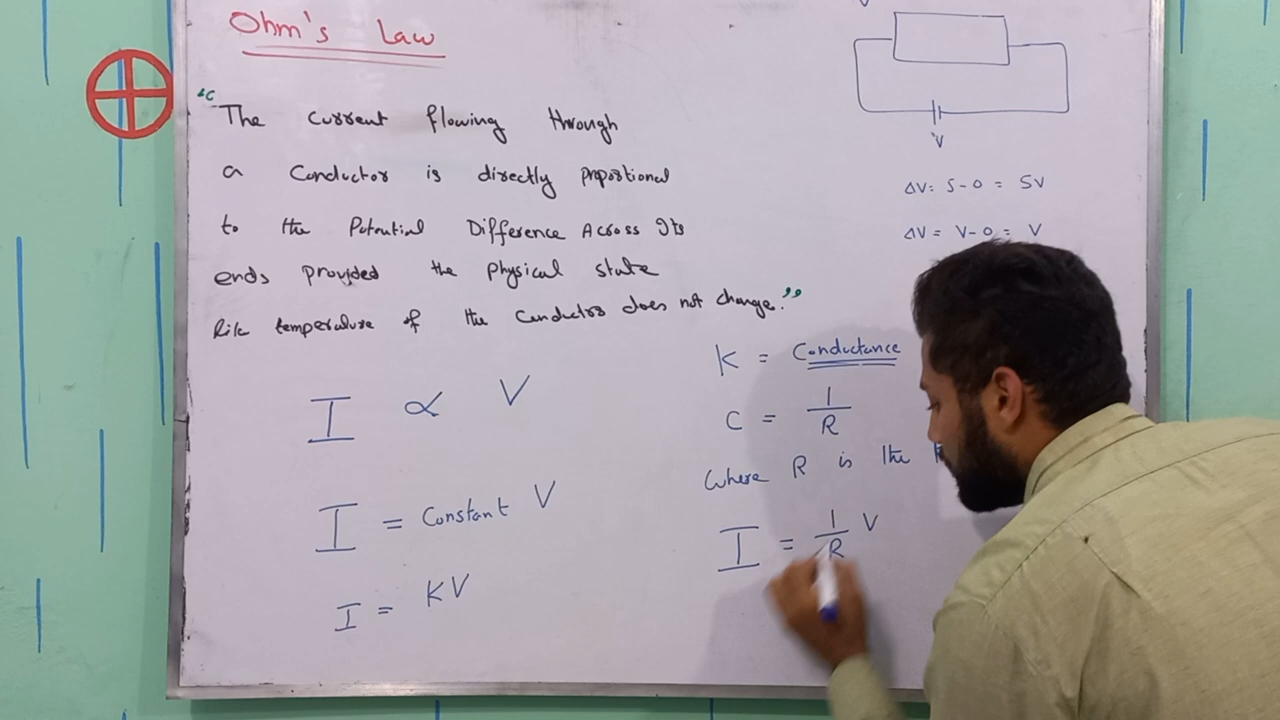 Ohm's Law
"The current flowing through
a Conductor is directly proportional
to the Potential Difference Across Its
ends provided the physical state
like temperature of the conductor does not change."
I ∝ V
I = Constant V
I = KV
V
ΔV = 5-0 = 5V
ΔV = V-0 = V
K = Conductance
C = 1/R
Where R is the
I = 1/R V